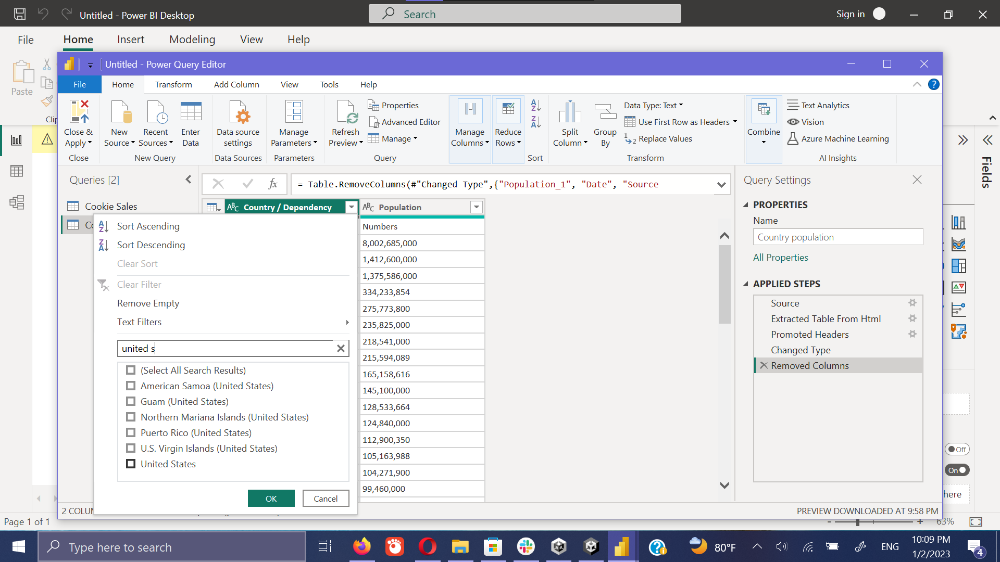 Untitled - Power BI Desktop
Search
Sign in
File
Home
Insert
Modeling
View
Help
Paste
Clip
Untitled - Power Query Editor
File
Home
Transform
Add Column
View
Tools
Help
Close &
Apply
Close
New
Source
Recent
Sources
Enter
Data
New Query
Data source
settings
Data Sources
Manage
Parameters
Parameters
Refresh
Preview
Properties
Advanced Editor
Manage
Query
Manage
Columns
Reduce
Rows
Sort
Split
Column
Group
By
Data Type: Text
Use First Row as Headers
Replace Values
Transform
Combine
Text Analytics
Vision
Azure Machine Learning
AI Insights
Queries [2]
Cookie Sales
Co
fx
= Table.RemoveColumns(#"Changed Type",{"Population_1", "Date", "Source
Country / Dependency
Population
Sort Ascending
Sort Descending
Clear Sort
Clear Filter
Remove Empty
Text Filters
united s
(Select All Search Results)
American Samoa (United States)
Guam (United States)
Northern Mariana Islands (United States)
Puerto Rico (United States)
U.S. Virgin Islands (United States)
United States
OK
Cancel
Numbers
8,002,685,000
1,412,600,000
1,375,586,000
334,233,854
275,773,800
235,825,000
218,541,000
215,594,089
165,158,616
145,100,000
128,533,664
124,840,000
112,900,350
105,163,988
104,271,900
99,460,000
Query Settings
PROPERTIES
Name
Country population
All Properties
APPLIED STEPS
Source
Extracted Table From Html
Promoted Headers
Changed Type
Removed Columns
Fields
Off
On
here
2 COLUM
PREVIEW DOWNLOADED AT 9:58 PM
Page 1 of 1
63%
Type here to search
80°F
ENG
10:09 PM
1/2/2023
4